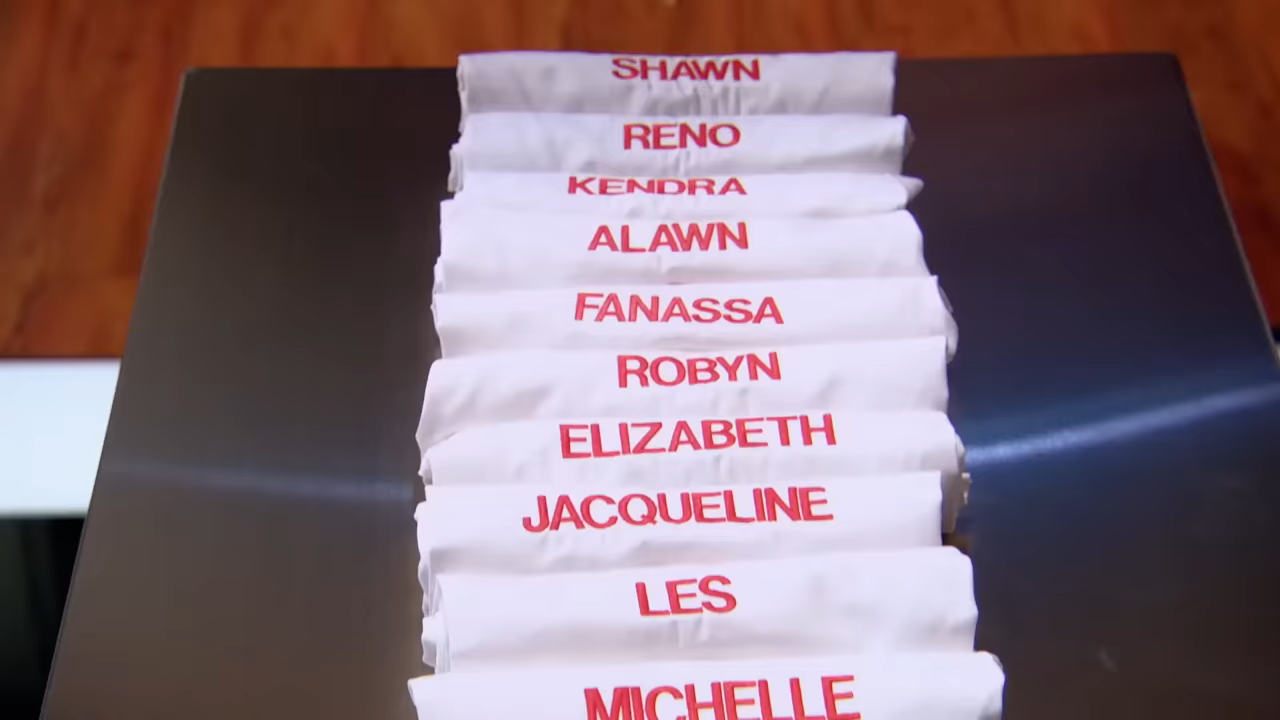 SHAWN
RENO
KENDRA
ALAWN
FANASSA
ROBYN
ELIZABETH
JACQUELINE
LES
MICHELLE